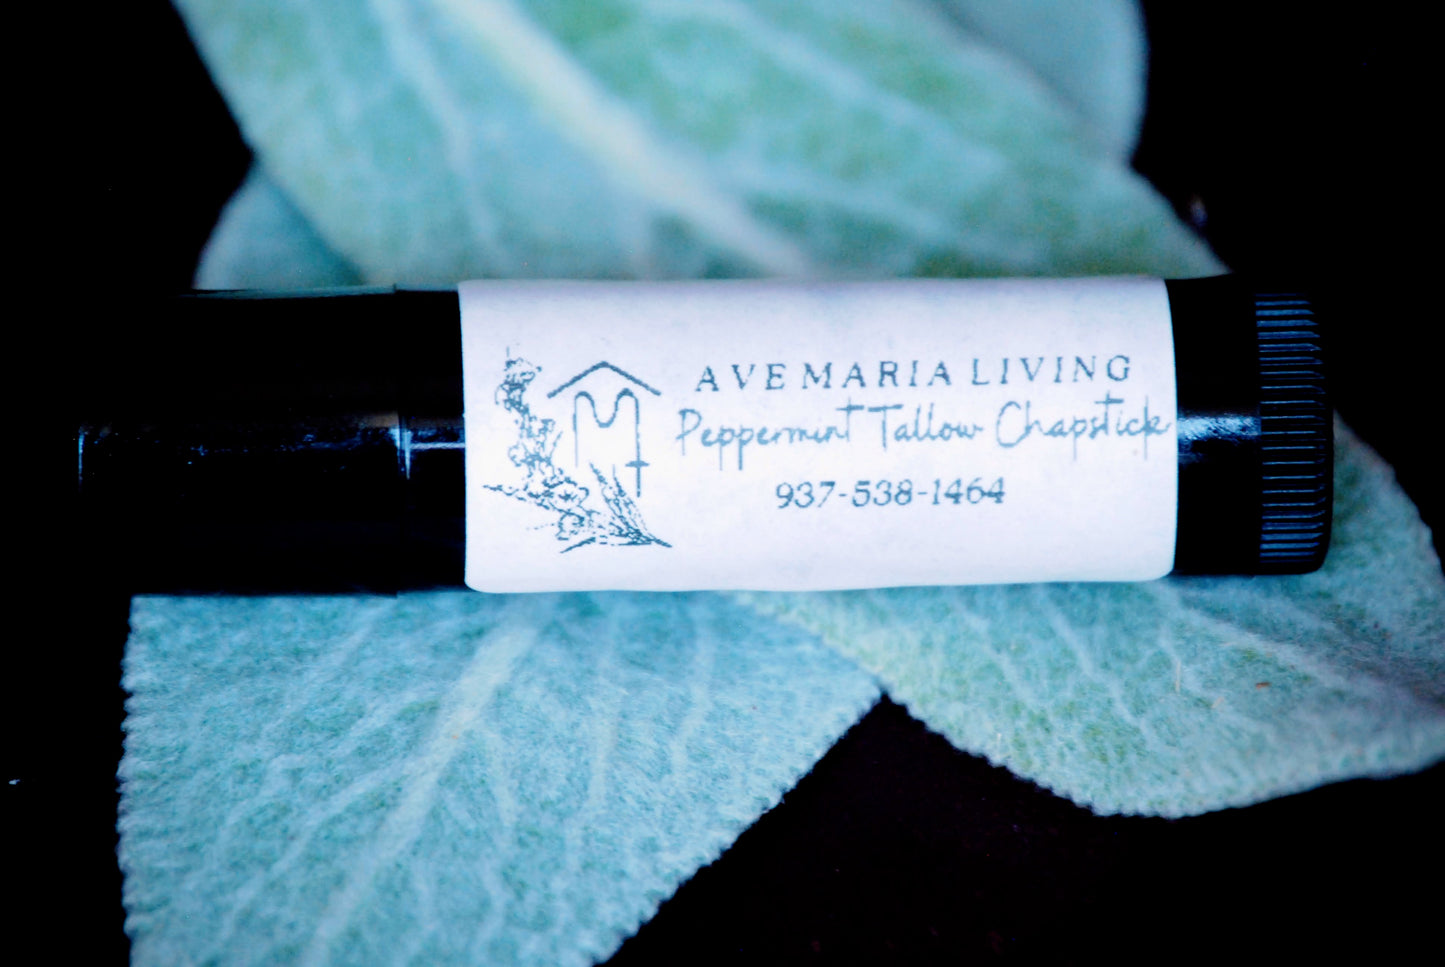 AVE MARIA LIVING
Peppermint Tallow Chapstick
937-538-1464